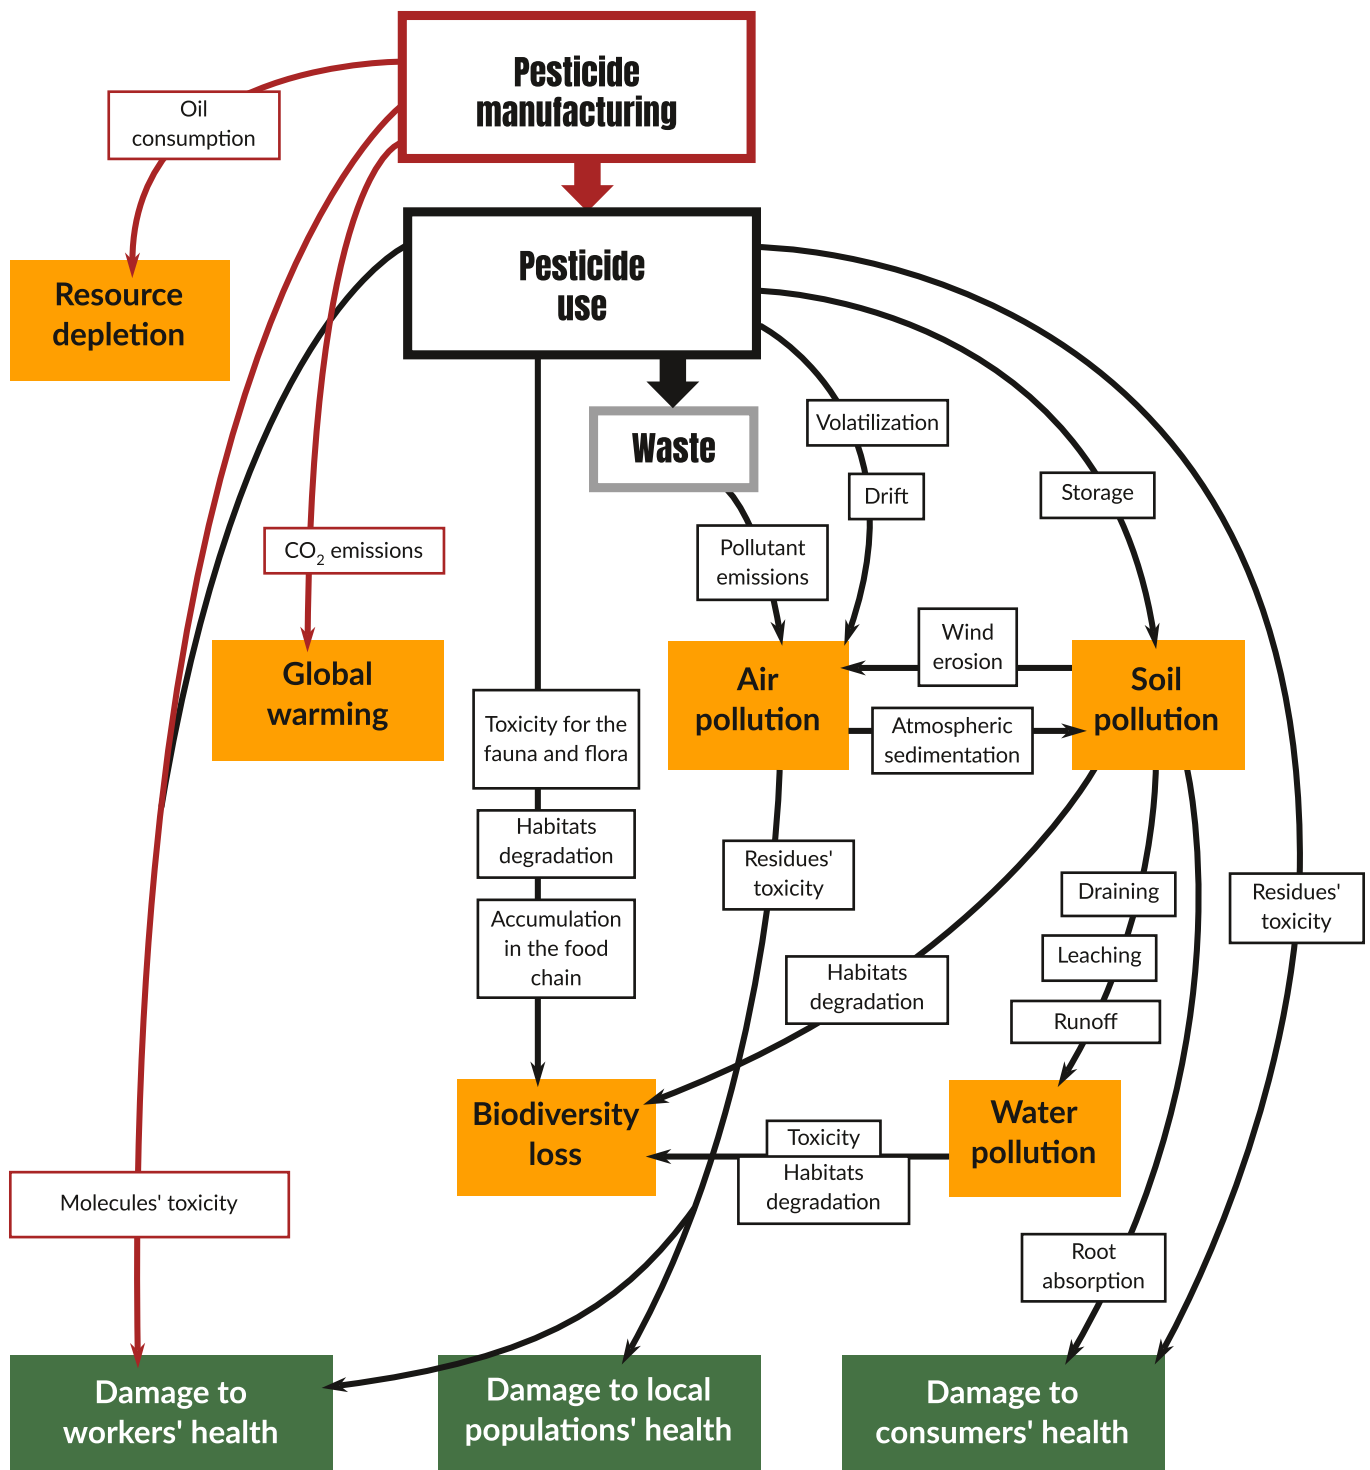 Pesticide
manufacturing
Oil
consumption
Pesticide
use
Resource
depletion
Waste
Volatilization
Drift
Storage
CO2 emissions
Pollutant
emissions
Wind
erosion
Global
warming
Air
pollution
Soil
pollution
Toxicity for the
fauna and flora
Atmospheric
sedimentation
Habitats
degradation
Residues'
toxicity
Draining
Residues'
toxicity
Accumulation
in the food
chain
Leaching
Habitats
degradation
Runoff
Biodiversity
loss
Water
pollution
Toxicity
Habitats
degradation
Molecules' toxicity
Root
absorption
Damage to
workers' health
Damage to local
populations' health
Damage to
consumers' health